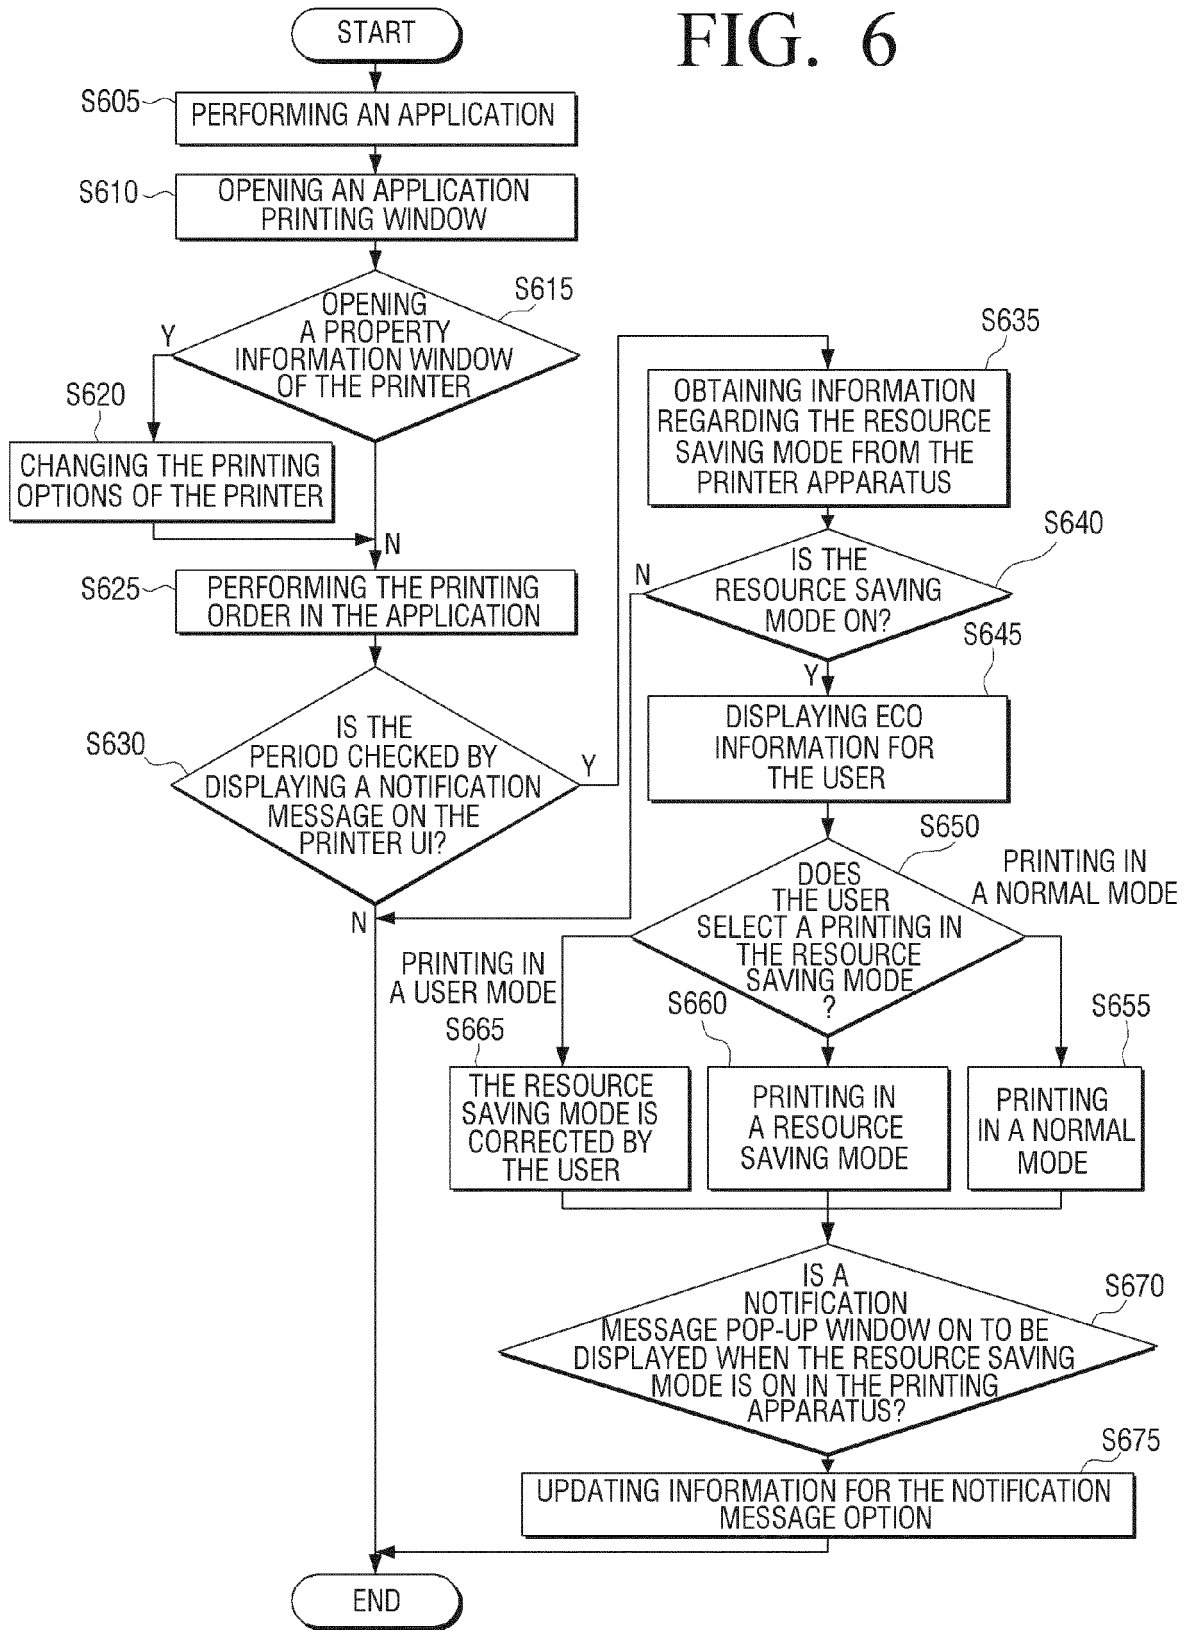 FIG. 6
START
S605
PERFORMING AN APPLICATION
S610
OPENING AN APPLICATION
PRINTING WINDOW
S615
OPENING
A PROPERTY
INFORMATION WINDOW
OF THE PRINTER
Y
S620
CHANGING THE PRINTING
OPTIONS OF THE PRINTER
N
S625
PERFORMING THE PRINTING
ORDER IN THE APPLICATION
S630
IS THE
PERIOD CHECKED BY
DISPLAYING A NOTIFICATION
MESSAGE ON THE
PRINTER UI?
Y
N
S635
OBTAINING INFORMATION
REGARDING THE RESOURCE
SAVING MODE FROM THE
PRINTER APPARATUS
S640
IS THE
RESOURCE SAVING
MODE ON?
N
Y
S645
DISPLAYING ECO
INFORMATION FOR
THE USER
S650
DOES
THE USER
SELECT A PRINTING IN
THE RESOURCE
SAVING MODE
?
PRINTING IN
A NORMAL MODE
PRINTING IN
A USER MODE
S665
THE RESOURCE
SAVING MODE IS
CORRECTED BY
THE USER
S660
PRINTING IN
A RESOURCE
SAVING MODE
S655
PRINTING
IN A NORMAL
MODE
S670
IS A
NOTIFICATION
MESSAGE POP-UP WINDOW ON TO BE
DISPLAYED WHEN THE RESOURCE SAVING
MODE IS ON IN THE PRINTING
APPARATUS?
S675
UPDATING INFORMATION FOR THE NOTIFICATION
MESSAGE OPTION
END